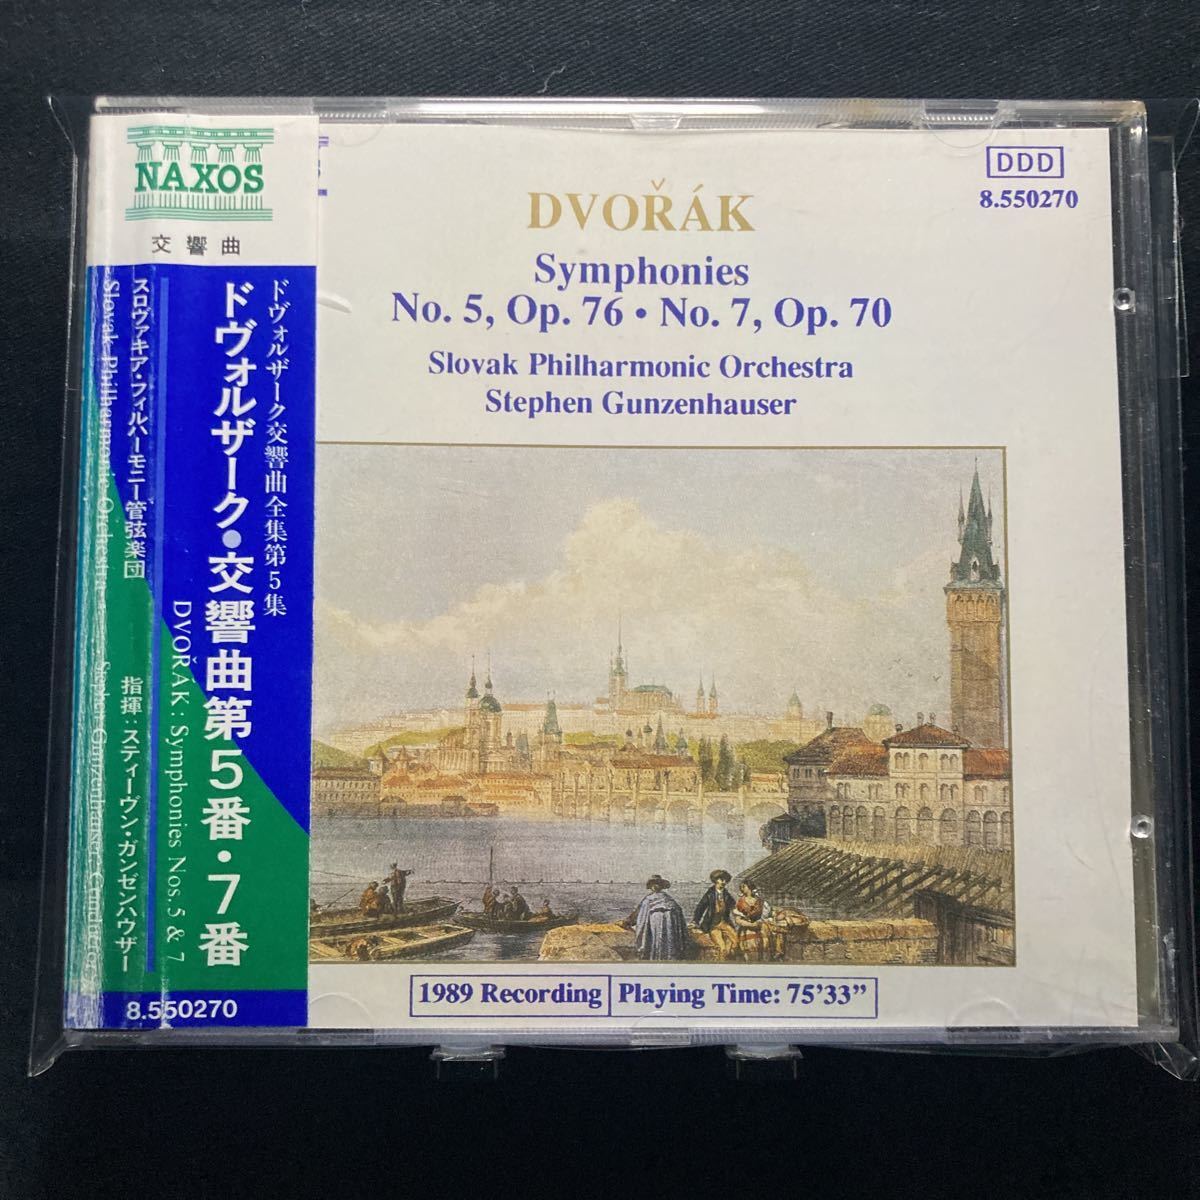 NAXOS
交響曲
ドヴォルザーク交響曲全集第5集
ドヴォルザーク・交響曲第5番・7番
DVOŘÁK : Symphonies Nos. 5 & 7
スロヴァキア・フィルハーモニー管弦楽団
指揮：スティーヴン・ガンゼンハウザー
Slovak Philharmonic Orchestra
Stephen Gunzenhauser, Conductor
8.550270
S
DDD
8.550270
DVOŘÁK
Symphonies
No. 5, Op. 76 • No. 7, Op. 70
Slovak Philharmonic Orchestra
Stephen Gunzenhauser
1989 Recording
Playing Time: 75’33”